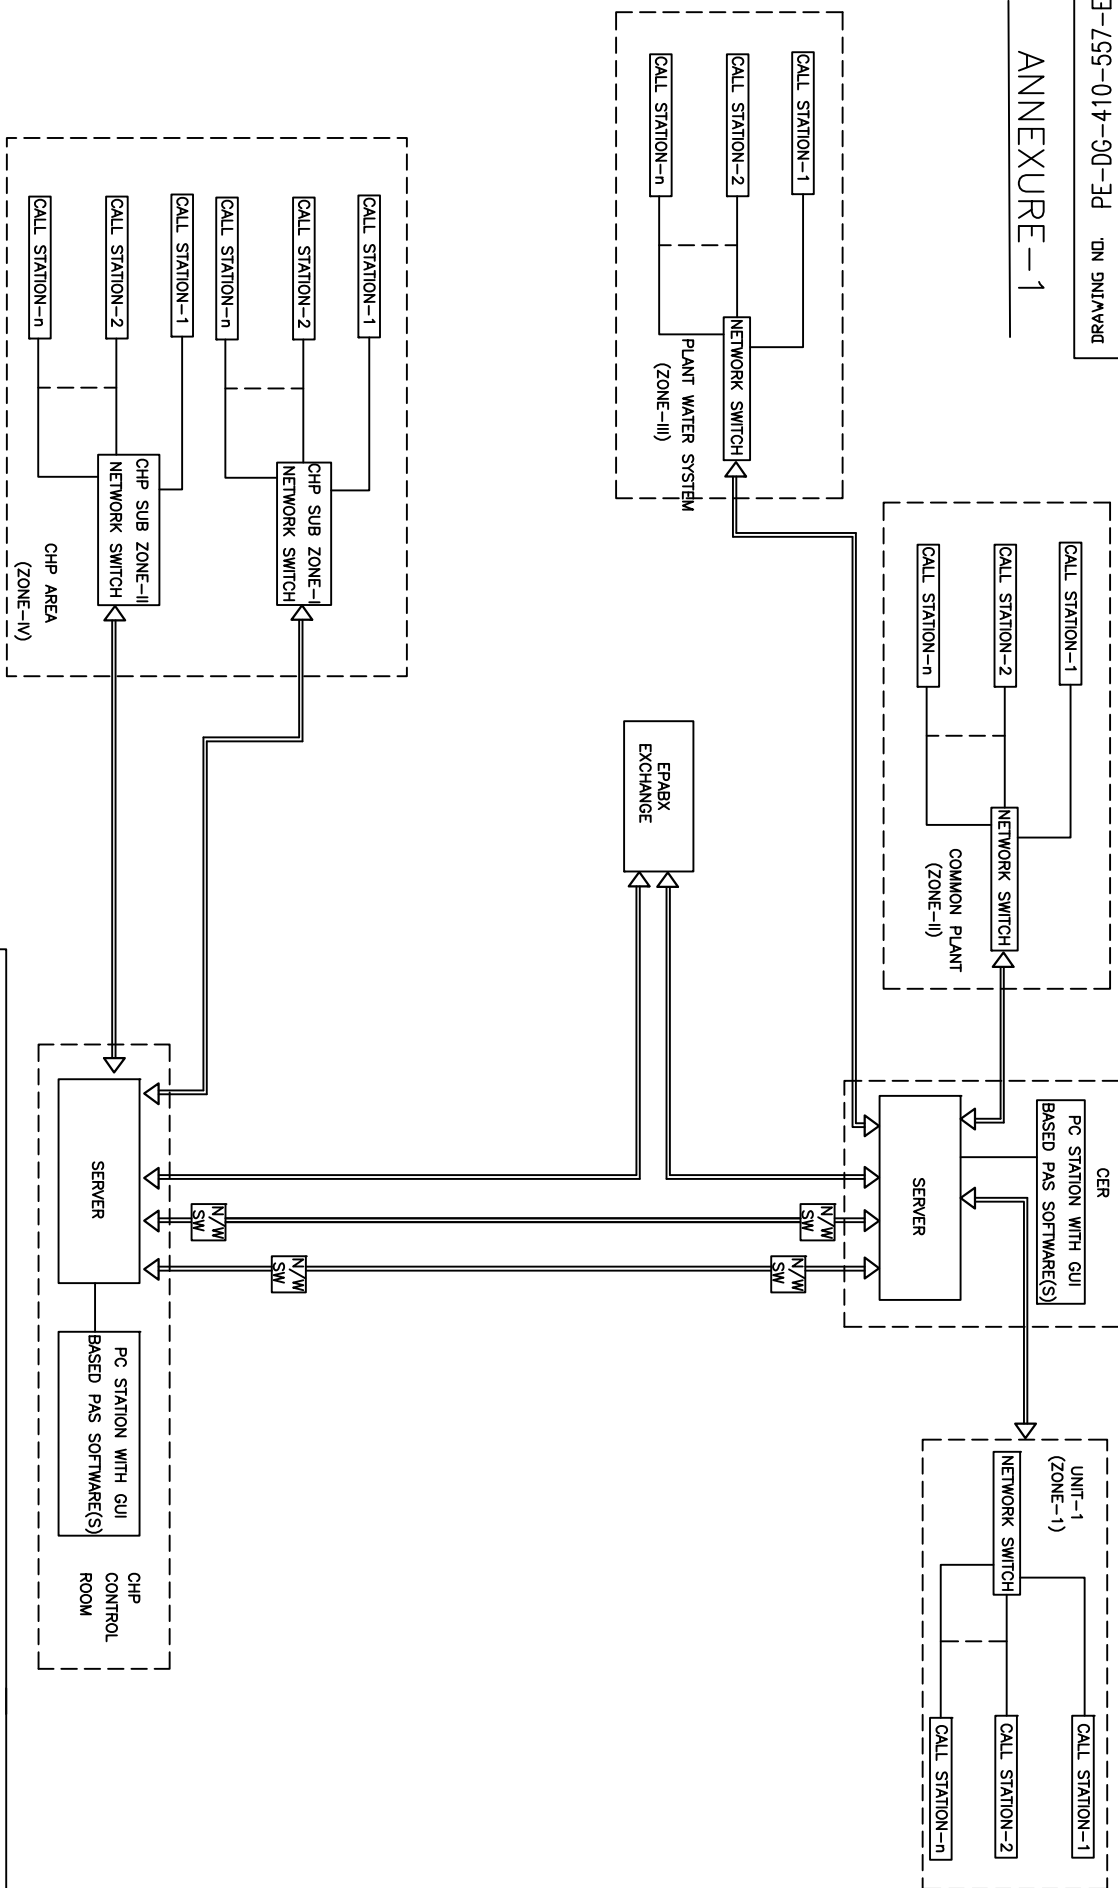 DRAWING NO. PE-DG-410-557-E
ANNEXURE-1
CALL STATION-1
CALL STATION-2
CALL STATION-n
NETWORK SWITCH
COMMON PLANT
(ZONE-II)
CER
PC STATION WITH GUI
BASED PAS SOFTWARE(S)
SERVER
UNIT-1
(ZONE-1)
NETWORK SWITCH
CALL STATION-1
CALL STATION-2
CALL STATION-n
CALL STATION-1
CALL STATION-2
CALL STATION-n
NETWORK SWITCH
PLANT WATER SYSTEM
(ZONE-III)
EPABX
EXCHANGE
N/W
SW
N/W
SW
N/W
SW
N/W
SW
CALL STATION-1
CALL STATION-2
CALL STATION-n
CHP SUB ZONE-I
NETWORK SWITCH
CALL STATION-1
CALL STATION-2
CALL STATION-n
CHP SUB ZONE-II
NETWORK SWITCH
CHP AREA
(ZONE-IV)
SERVER
PC STATION WITH GUI
BASED PAS SOFTWARE(S)
CHP
CONTROL
ROOM